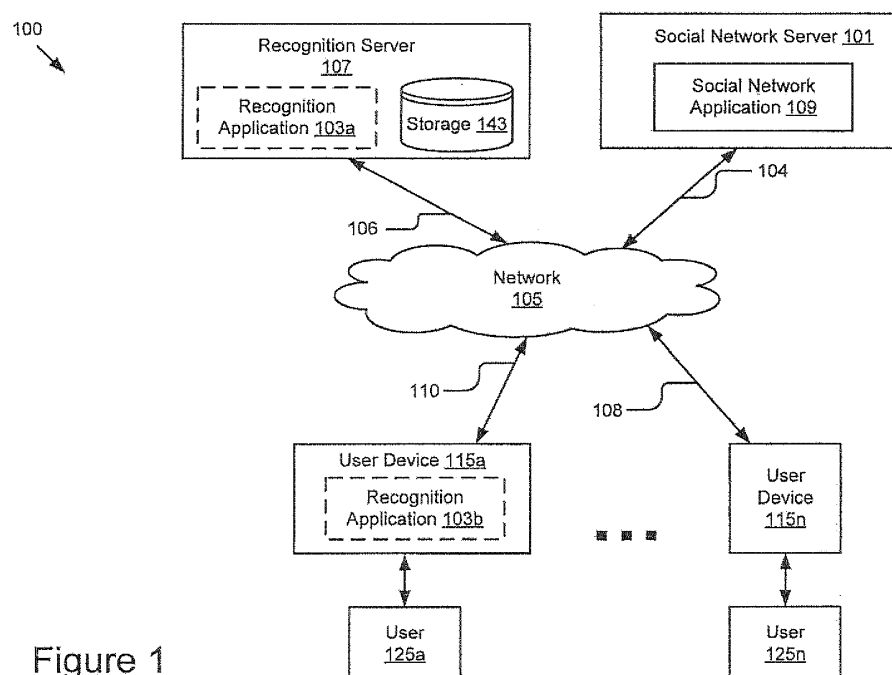 100
Recognition Server
107
Recognition
Application 103a
Storage 143
Social Network Server 101
Social Network
Application 109
104
106
Network
105
110
108
User Device 115a
Recognition
Application 103b
User
Device
115n
User
125a
User
125n
Figure 1